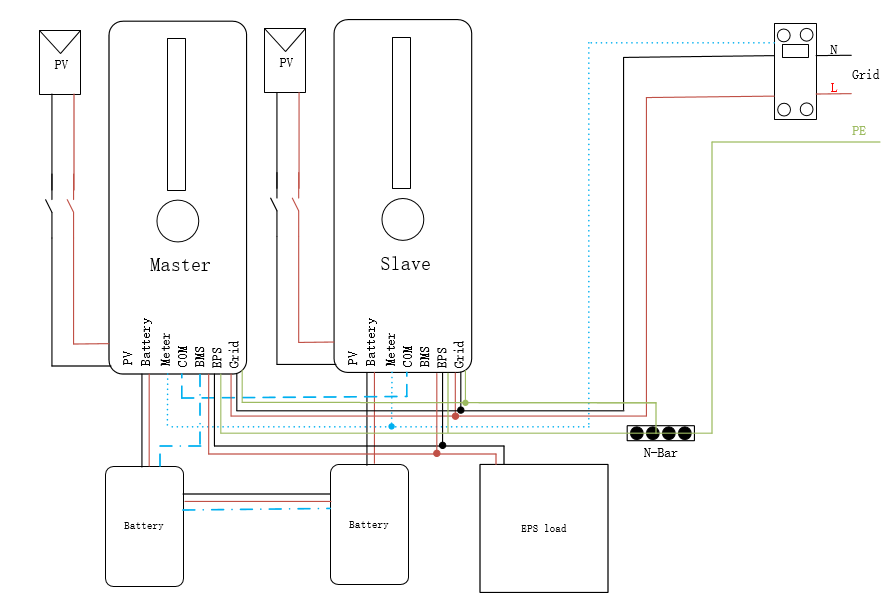 PV
PV
N
Grid
L
PE
Master
Slave
PV
Battery
Meter
COM
BMS
EPS
Grid
PV
Battery
Meter
COM
BMS
EPS
Grid
N-Bar
Battery
Battery
EPS load